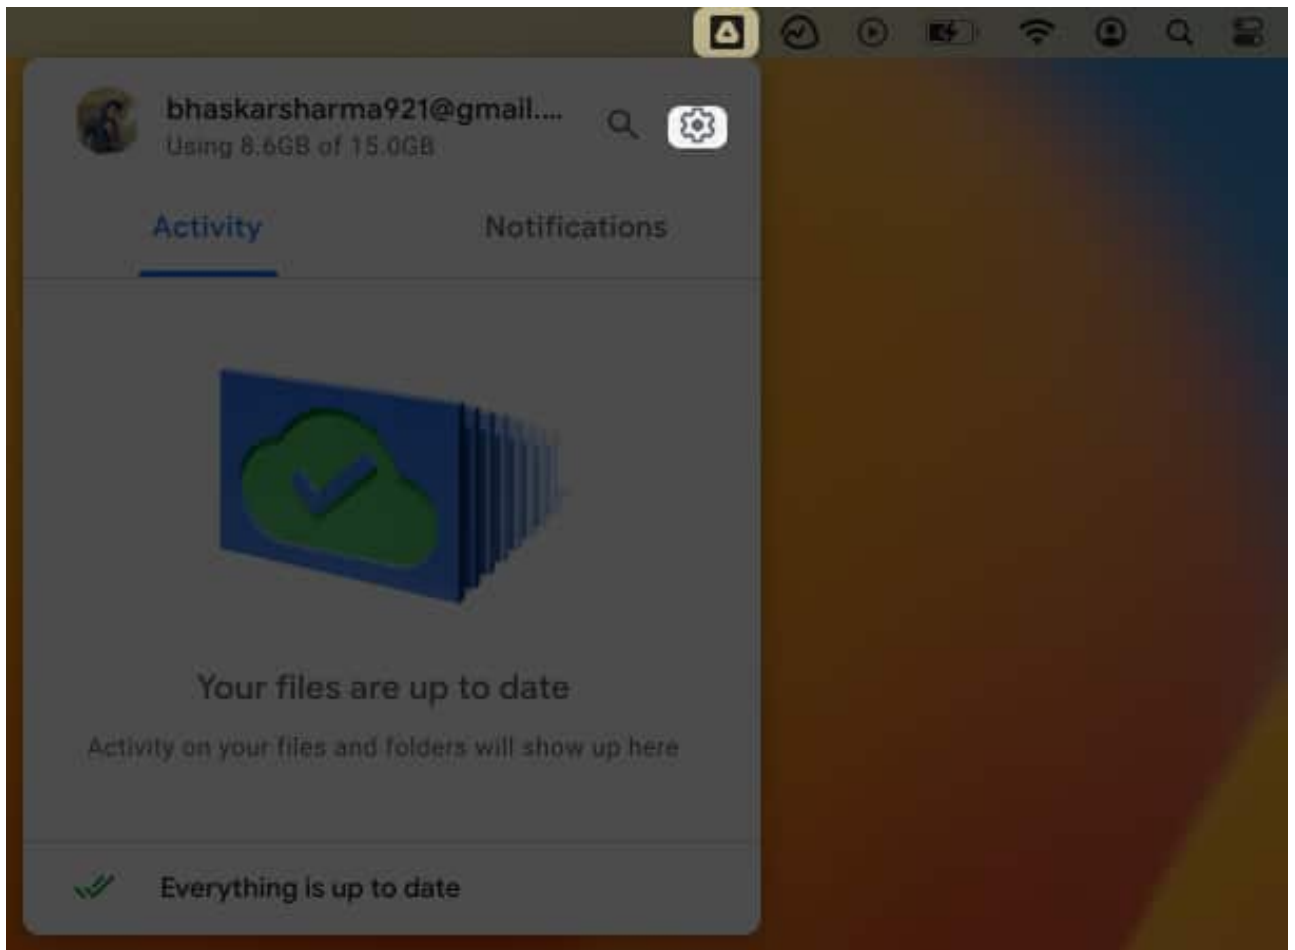 bhaskarsharma921@gmail....
Using 8.6GB of 15.0GB
Activity
Notifications
Your files are up to date
Activity on your files and folders will show up here
Everything is up to date